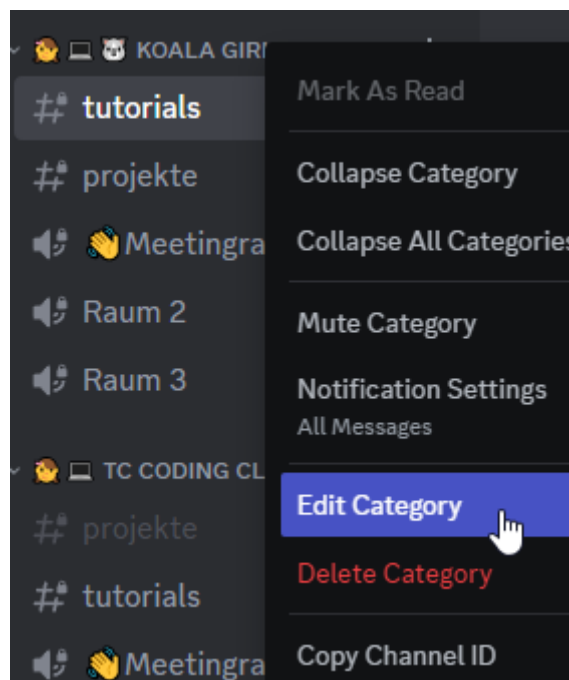 KOALA GIR
tutorials
projekte
Meetingra
Raum 2
Raum 3
TC CODING CL
projekte
tutorials
Meetingra
Mark As Read
Collapse Category
Collapse All Categories
Mute Category
Notification Settings
All Messages
Edit Category
Delete Category
Copy Channel ID